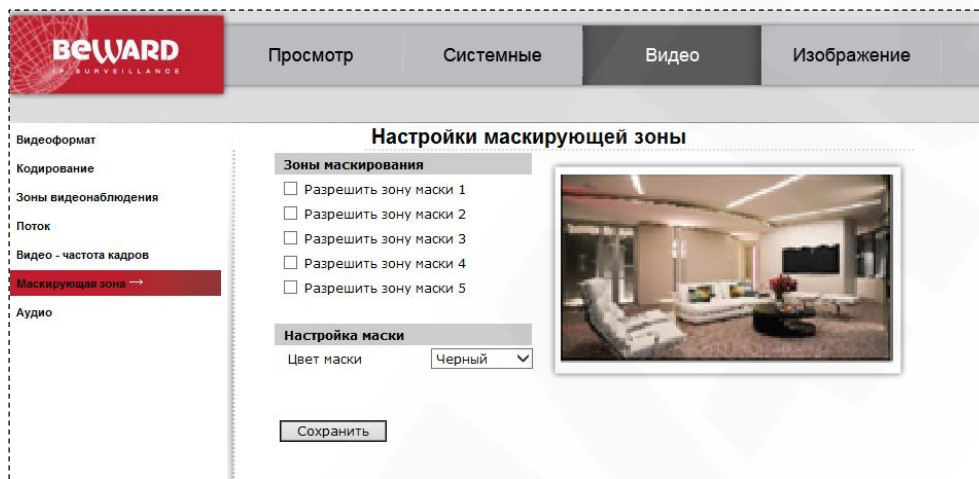 BEWARD
IP SURVEILLANCE
Просмотр
Системные
Видео
Изображение
Видеоформат
Кодирование
Зоны видеонаблюдения
Поток
Видео - частота кадров
Маскирующая зона →
Аудио
Настройки маскирующей зоны
Зоны маскирования
Разрешить зону маски 1
Разрешить зону маски 2
Разрешить зону маски 3
Разрешить зону маски 4
Разрешить зону маски 5
Настройка маски
Цвет маски Черный
Сохранить